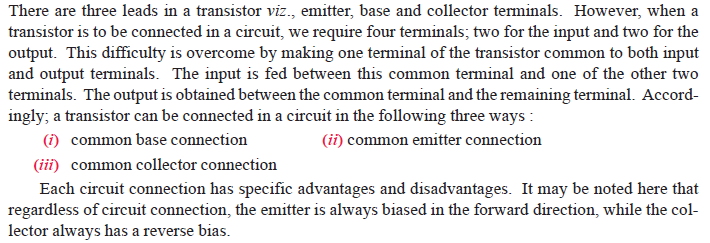 There are three leads in a transistor viz., emitter, base and collector terminals. However, when a
transistor is to be connected in a circuit, we require four terminals; two for the input and two for the
output. This difficulty is overcome by making one terminal of the transistor common to both input
and output terminals. The input is fed between this common terminal and one of the other two
terminals. The output is obtained between the common terminal and the remaining terminal. Accord-
ingly; a transistor can be connected in a circuit in the following three ways :
(i) common base connection (ii) common emitter connection
(iii) common collector connection
Each circuit connection has specific advantages and disadvantages. It may be noted here that
regardless of circuit connection, the emitter is always biased in the forward direction, while the col-
lector always has a reverse bias.